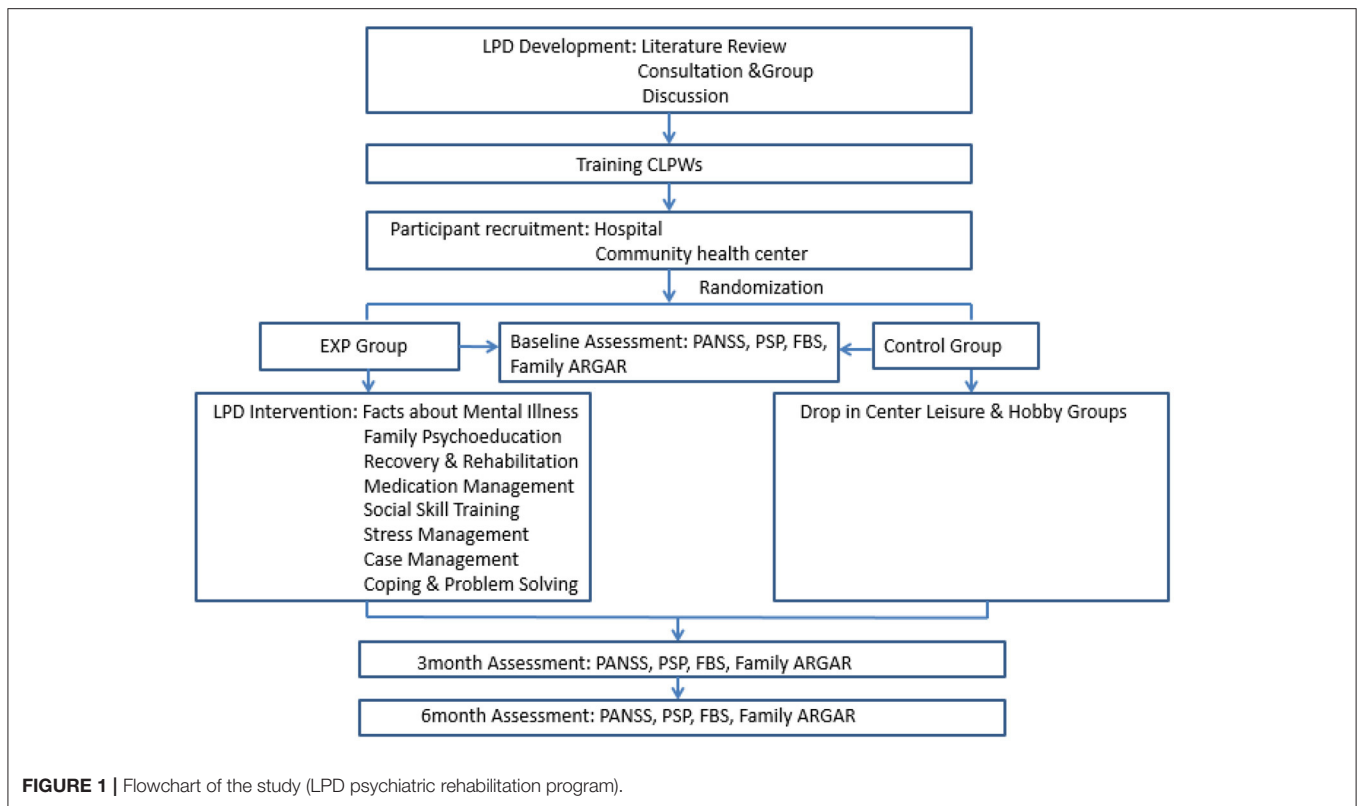 LPD Development: Literature Review
Consultation &Group
Discussion
Training CLPWs
Participant recruitment: Hospital
Community health center
Randomization
EXP Group
Baseline Assessment: PANSS, PSP, FBS,
Family ARGAR
Control Group
LPD Intervention: Facts about Mental Illness
Family Psychoeducation
Recovery & Rehabilitation
Medication Management
Social Skill Training
Stress Management
Case Management
Coping & Problem Solving
Drop in Center Leisure & Hobby Groups
3month Assessment: PANSS, PSP, FBS, Family ARGAR
6month Assessment: PANSS, PSP, FBS, Family ARGAR
FIGURE 1 | Flowchart of the study (LPD psychiatric rehabilitation program).